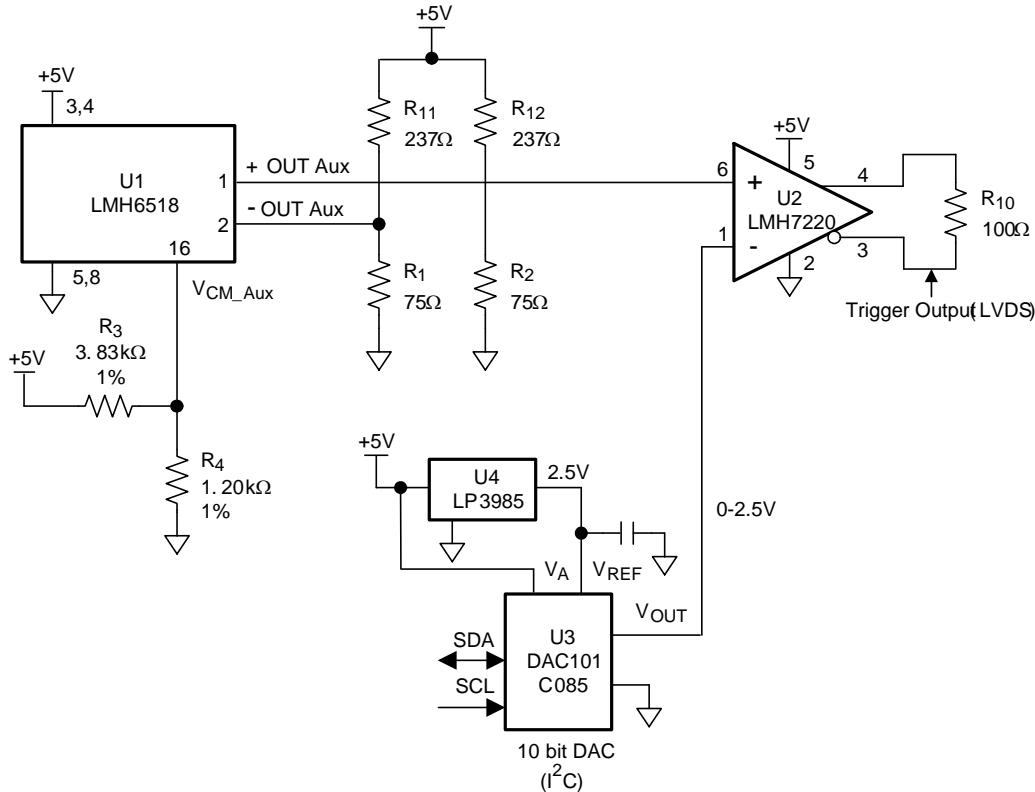 +5V
+5V
3,4
R11
237Ω
R12
237Ω
+5V
5
4
U1
LMH6518
1
+ OUT Aux
6
+
U2
LMH7220
R10
100Ω
2
- OUT Aux
1
-
3
2
16
5,8
VCM_Aux
R1
75Ω
R2
75Ω
Trigger Output(LVDS)
R3
3.83kΩ
1%
+5V
R4
1.20kΩ
1%
+5V
U4
LP3985
2.5V
0-2.5V
VA
VREF
VOUT
U3
DAC101
C085
SDA
SCL
10 bit DAC
(I²C)